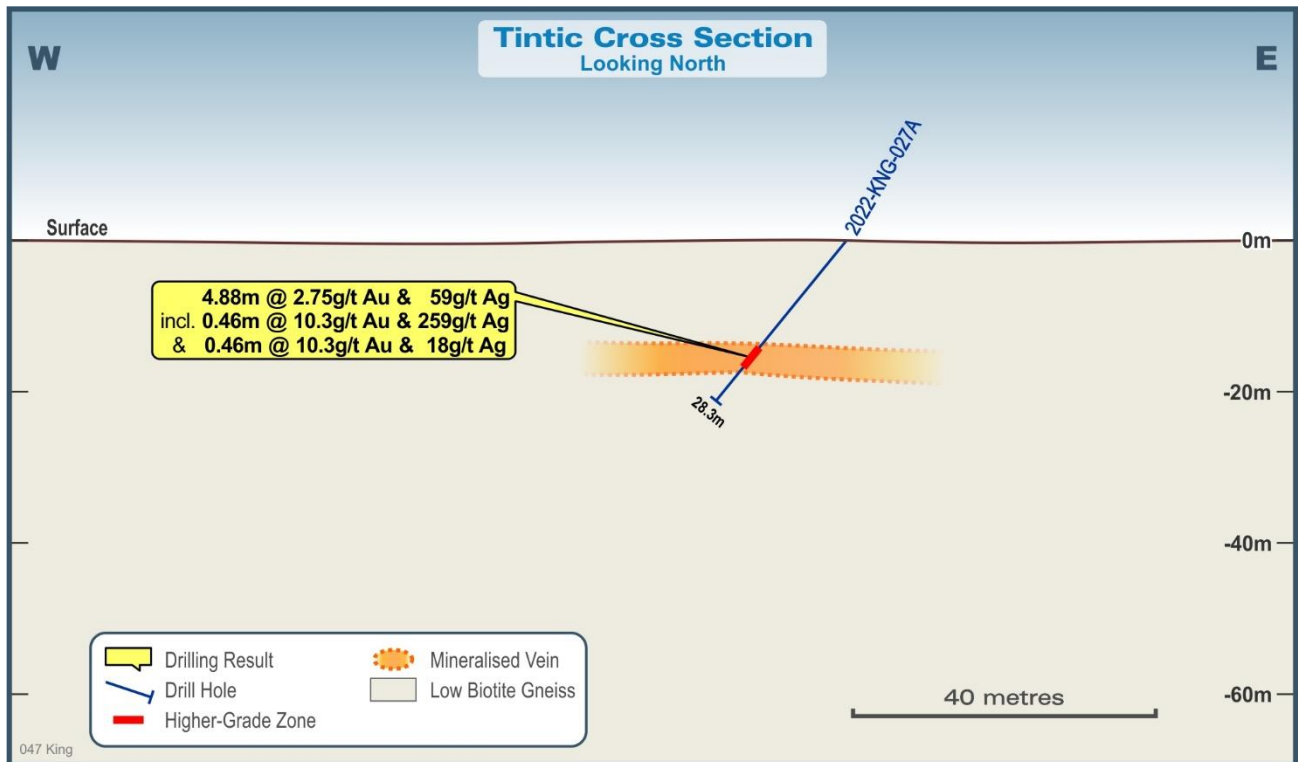 Tintic Cross Section
Looking North
W
E
2022-KNG-027A
Surface
0m
4.88m @ 2.75g/t Au & 59g/t Ag
incl. 0.46m @ 10.3g/t Au & 259g/t Ag
& 0.46m @ 10.3g/t Au & 18g/t Ag
28.3m
-20m
-40m
-60m
Drilling Result
Drill Hole
Higher-Grade Zone
Mineralised Vein
Low Biotite Gneiss
40 metres
047 King